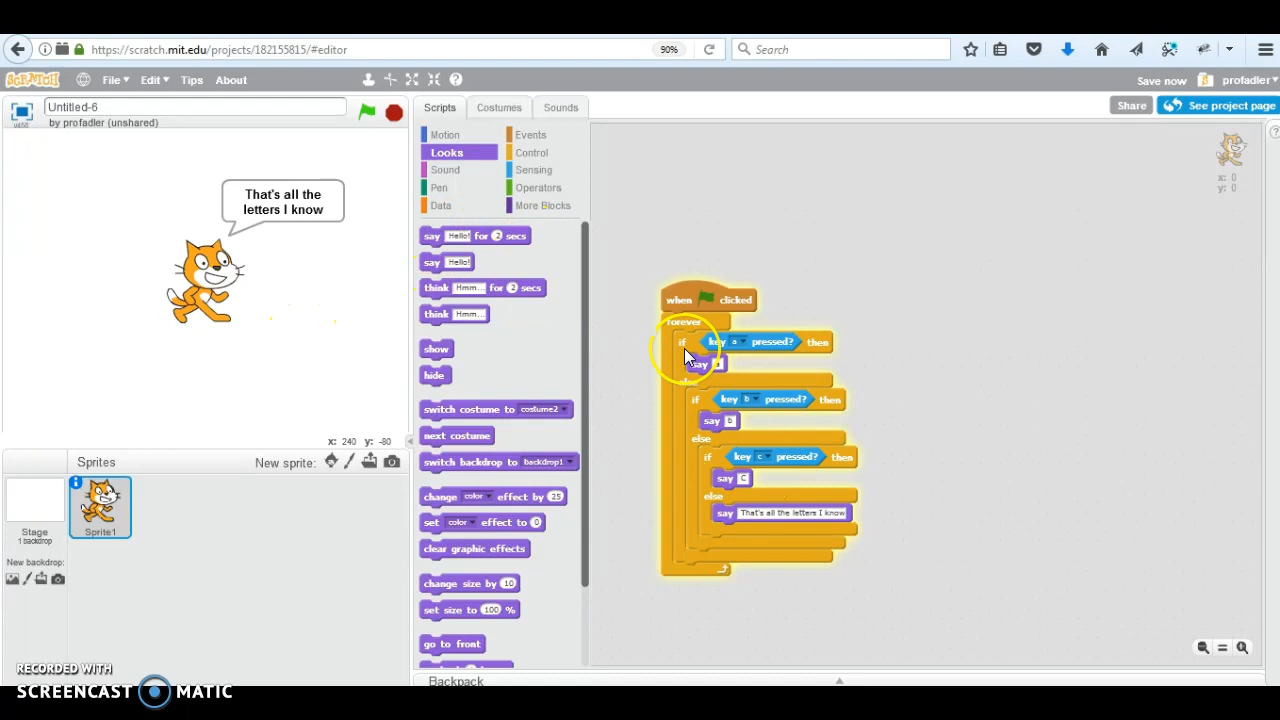 https://scratch.mit.edu/projects/182155815/#editor
90%
Search
SCRATCH
File
Edit
Tips
About
Save now
profadler
Untitled-6
by profadler (unshared)
Scripts
Costumes
Sounds
Share
See project page
Motion
Events
Looks
Control
Sound
Sensing
Pen
Operators
Data
More Blocks
x: 0
y: 0
That's all the
letters I know
say Hello! for 2 secs
say Hello!
think Hmm... for 2 secs
think Hmm...
show
hide
switch costume to costume2
next costume
switch backdrop to backdrop1
change color effect by 25
set color effect to 0
clear graphic effects
change size by 10
set size to 100 %
go to front
when clicked
forever
if key a pressed? then
say
if key b pressed? then
say b
else
if key c pressed? then
say C
else
say That's all the letters I know
x: 240 y: -80
Sprites
New sprite:
Stage
1 backdrop
Sprite1
New backdrop:
Backpack
RECORDED WITH
SCREENCAST MATIC